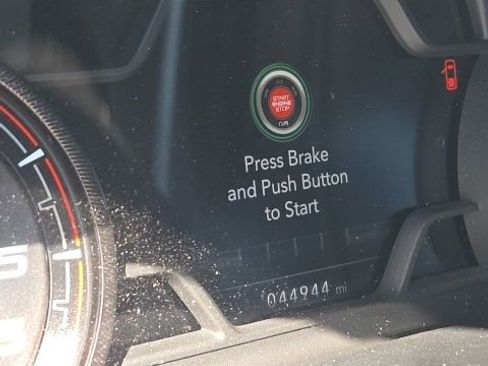 START
ENGINE
STOP
Press Brake
and Push Button
to Start
044944 mi